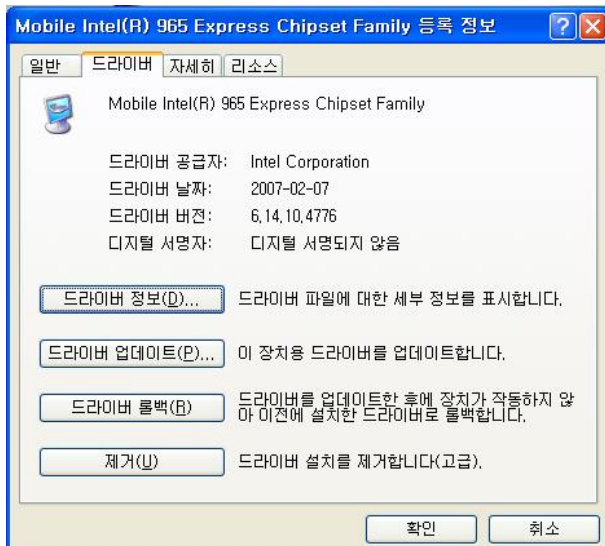 Mobile Intel(R) 965 Express Chipset Family 등록 정보
일반 드라이버 자세히 리소스
Mobile Intel(R) 965 Express Chipset Family
드라이버 공급자: Intel Corporation
드라이버 날짜: 2007-02-07
드라이버 버전: 6,14,10,4776
디지털 서명자: 디지털 서명되지 않음
드라이버 정보(D)... 드라이버 파일에 대한 세부 정보를 표시합니다.
드라이버 업데이트(P)... 이 장치용 드라이버를 업데이트합니다.
드라이버 롤백(R) 드라이버를 업데이트한 후에 장치가 작동하지 않
아 이전에 설치한 드라이버로 롤백합니다.
제거(U) 드라이버 설치를 제거합니다(고급).
확인 취소